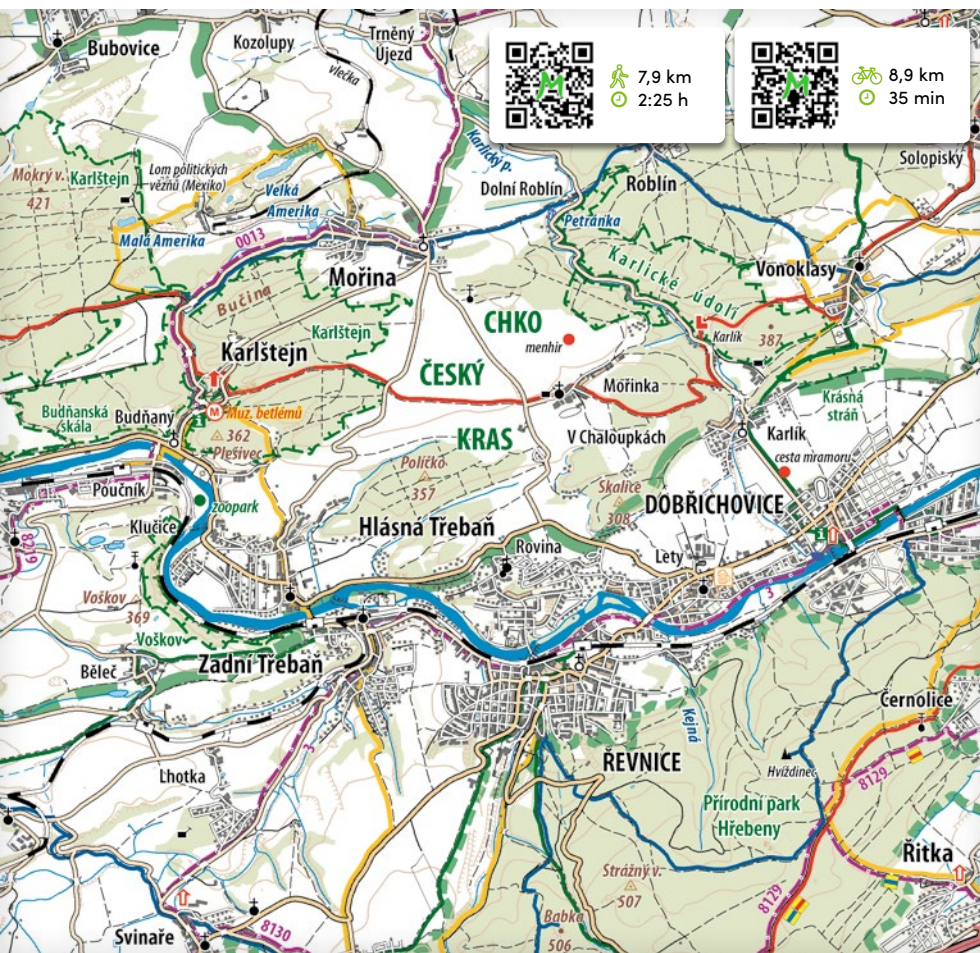 Bubovice
Kozolupy
Trněný
Újezd
vlečka
7,9 km
2:25 h
8,9 km
35 min
Karlický p.
Solopisky
Mokrý v.
421
Karlštejn
Lom politických
vězňů (Mexiko)
Velká
Amerika
Dolní Roblín
Roblín
Petránka
Malá Amerika
0013
Mořina
Karlické údolí
Vonoklasy
Bučina
Karlštejn
CHKO
menhir
Karlík
387
Karlštejn
ČESKÝ
Mořinka
Budňanská
skála
Budňany
M
Muz. betlémů
i
362
Plešivec
KRAS
V Chaloupkách
Krásná
stráň
Karlík
cesta mramoru
Políčko
357
Poučník
zoopark
Skalice
308
DOBŘICHOVICE
Klučice
Hlásná Třebaň
8219
Rovina
Lety
i
Voškov
369
3
Voškov
Zadní Třebaň
Běleč
Kejná
Černolice
3
Lhotka
ŘEVNICE
Hvíždinec
8129
Přírodní park
Hřebeny
Řitka
Strážný v.
507
8129
Svinaře
8130
Babka
506